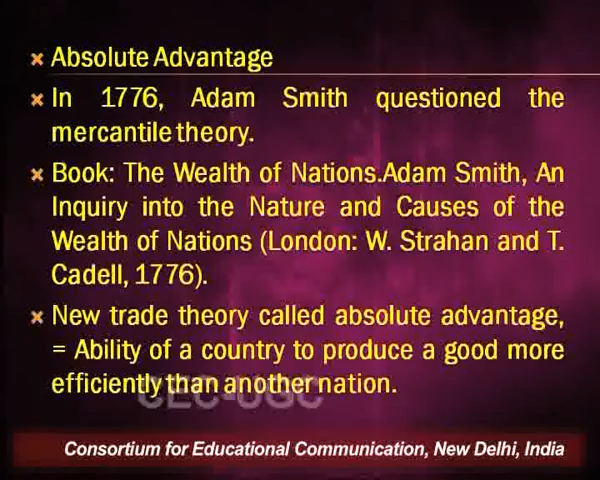 Absolute Advantage
In 1776, Adam Smith questioned the
mercantile theory.
Book: The Wealth of Nations.Adam Smith, An
Inquiry into the Nature and Causes of the
Wealth of Nations (London: W. Strahan and T.
Cadell, 1776).
New trade theory called absolute advantage,
= Ability of a country to produce a good more
efficiently than another nation.
CEC-UGC
Consortium for Educational Communication, New Delhi, India